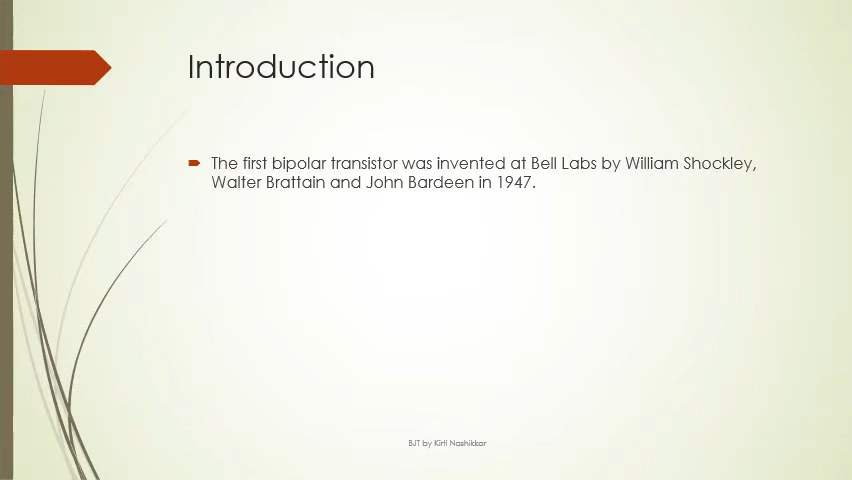 Introduction
The first bipolar transistor was invented at Bell Labs by William Shockley,
Walter Brattain and John Bardeen in 1947.
BJT by Kirti Nashikkar